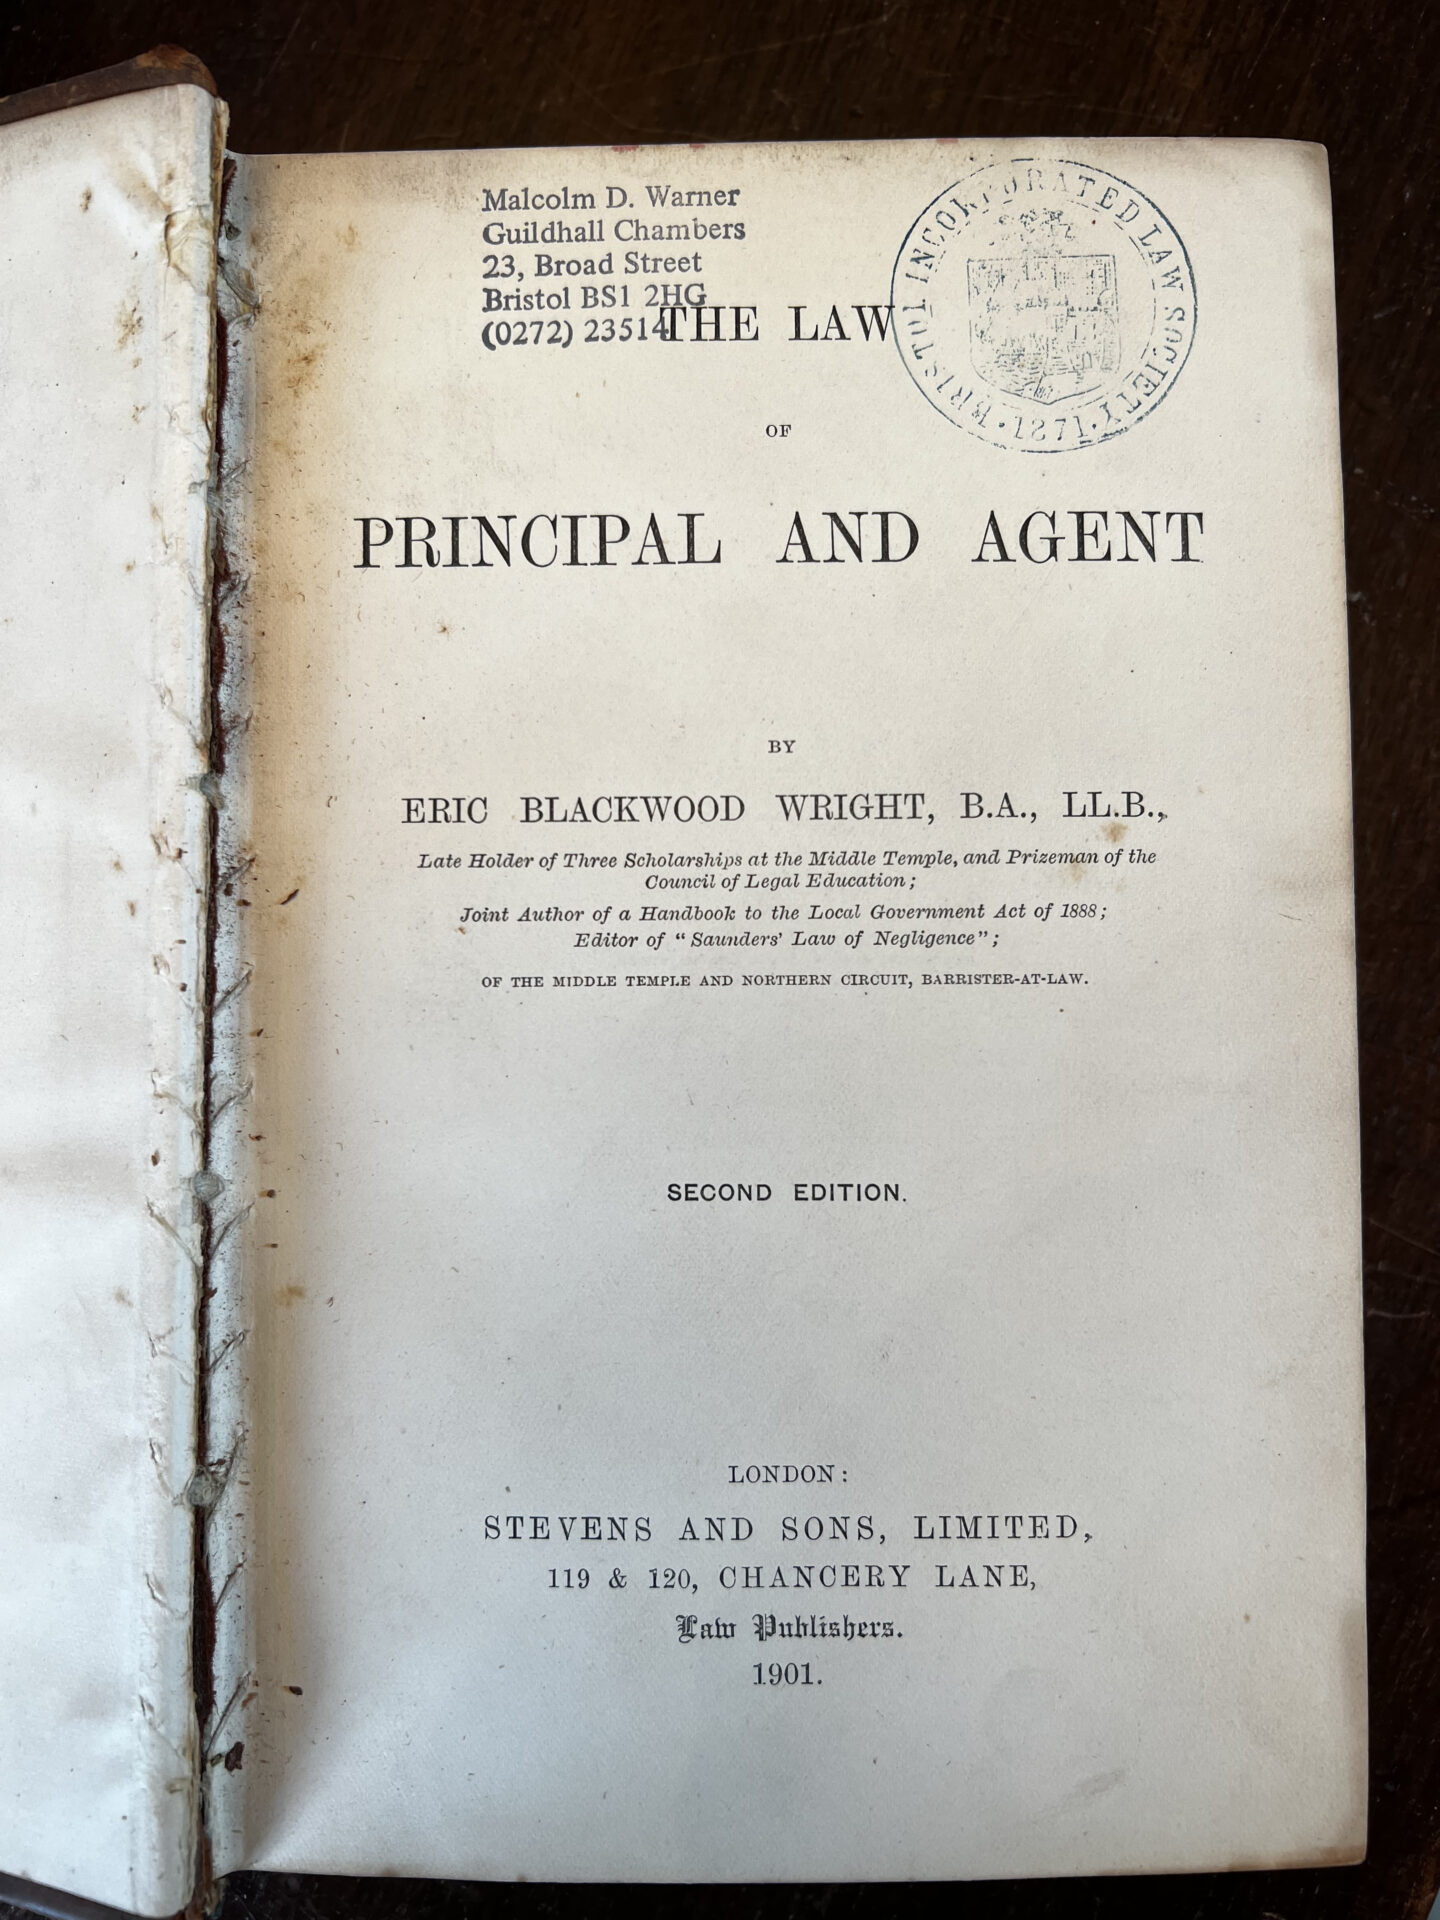 Malcolm D. Warner
Guildhall Chambers
23, Broad Street
Bristol BS1 2HG
(0272) 23514
BRISTOL INCORPORATED LAW SOCIETY
· 1871 ·
THE LAW
OF
PRINCIPAL AND AGENT
BY
ERIC BLACKWOOD WRIGHT, B.A., LL.B.,
Late Holder of Three Scholarships at the Middle Temple, and Prizeman of the
Council of Legal Education;
Joint Author of a Handbook to the Local Government Act of 1888;
Editor of “Saunders' Law of Negligence”;
OF THE MIDDLE TEMPLE AND NORTHERN CIRCUIT, BARRISTER-AT-LAW.
SECOND EDITION.
LONDON:
STEVENS AND SONS, LIMITED,
119 & 120, CHANCERY LANE,
Law Publishers.
1901.